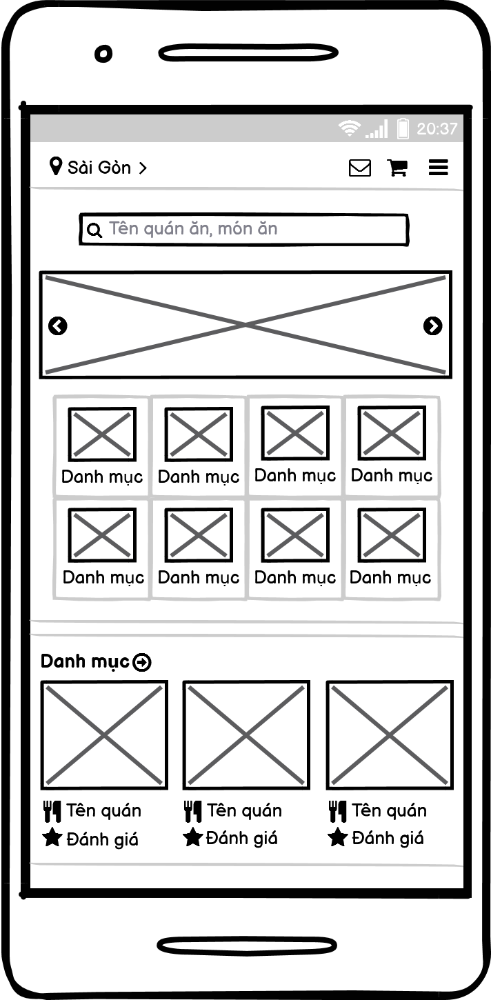 20:37
Sài Gòn
Tên quán ăn, món ăn
Danh mục Danh mục Danh mục Danh mục
Danh mục Danh mục Danh mục Danh mục
Danh mục
Tên quán Tên quán Tên quán
Đánh giá Đánh giá Đánh giá